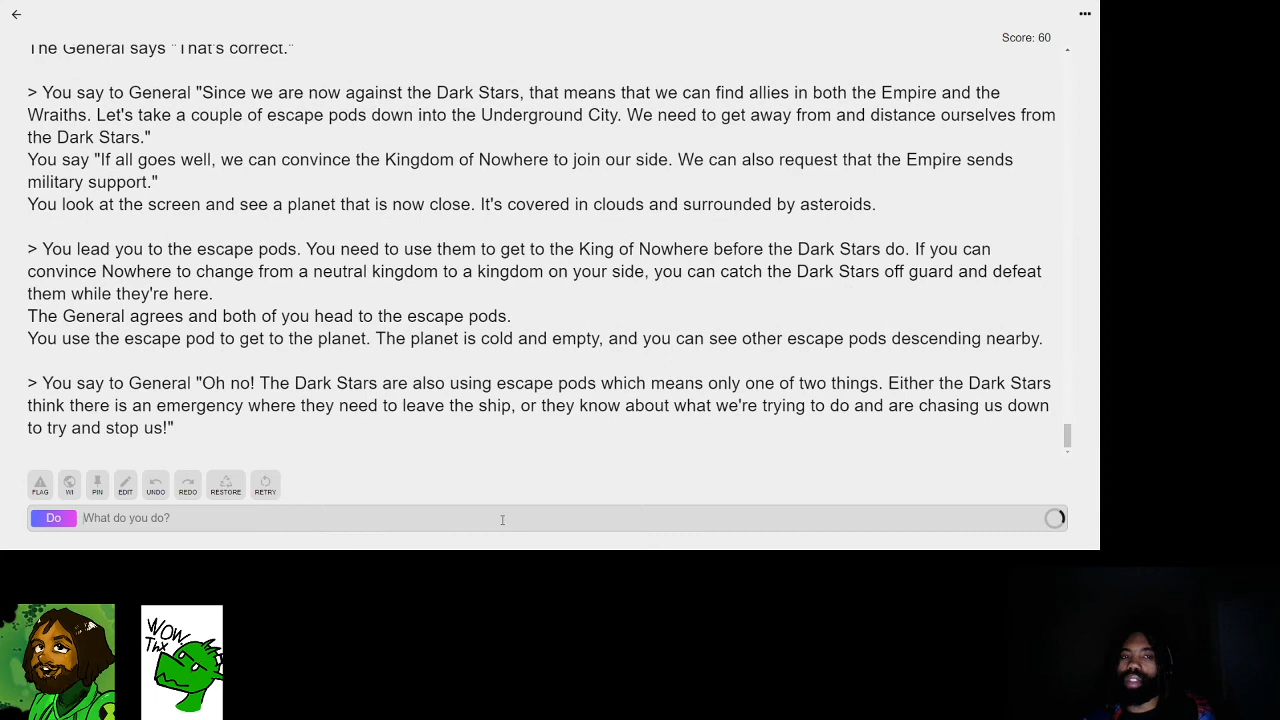 Score: 60
The General says "That's correct."
> You say to General "Since we are now against the Dark Stars, that means that we can find allies in both the Empire and the
Wraiths. Let's take a couple of escape pods down into the Underground City. We need to get away from and distance ourselves from
the Dark Stars."
You say "If all goes well, we can convince the Kingdom of Nowhere to join our side. We can also request that the Empire sends
military support."
You look at the screen and see a planet that is now close. It's covered in clouds and surrounded by asteroids.
> You lead you to the escape pods. You need to use them to get to the King of Nowhere before the Dark Stars do. If you can
convince Nowhere to change from a neutral kingdom to a kingdom on your side, you can catch the Dark Stars off guard and defeat
them while they're here.
The General agrees and both of you head to the escape pods.
You use the escape pod to get to the planet. The planet is cold and empty, and you can see other escape pods descending nearby.
> You say to General "Oh no! The Dark Stars are also using escape pods which means only one of two things. Either the Dark Stars
think there is an emergency where they need to leave the ship, or they know about what we're trying to do and are chasing us down
to try and stop us!"
FLAG WI PIN EDIT UNDO REDO RESTORE RETRY
Do What do you do?
WOW
Thx